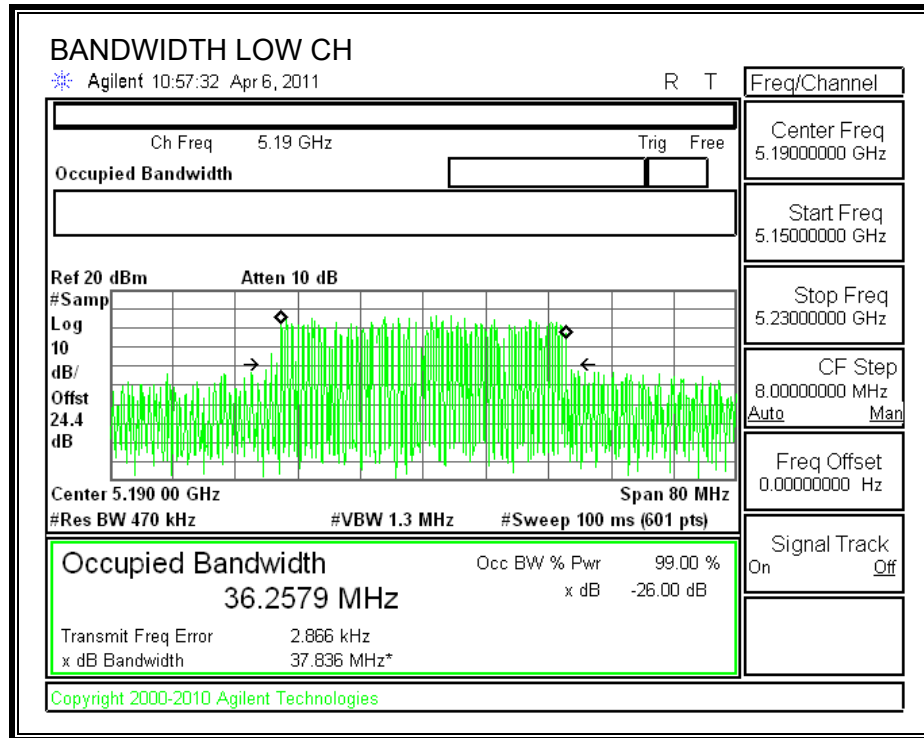 BANDWIDTH LOW CH
Agilent 10:57:32 Apr 6, 2011 R T
Freq/Channel
Ch Freq 5.19 GHz Trig Free
Occupied Bandwidth
Center Freq
5.19000000 GHz
Start Freq
5.15000000 GHz
Stop Freq
5.23000000 GHz
CF Step
8.00000000 MHz
Auto Man
Freq Offset
0.00000000 Hz
Signal Track
On Off
Ref 20 dBm Atten 10 dB
#Samp
Log
10
dB/
Offst
24.4
dB
Center 5.190 00 GHz Span 80 MHz
#Res BW 470 kHz #VBW 1.3 MHz #Sweep 100 ms (601 pts)
Occupied Bandwidth
36.2579 MHz
Occ BW % Pwr 99.00 %
x dB -26.00 dB
Transmit Freq Error 2.866 kHz
x dB Bandwidth 37.836 MHz*
Copyright 2000-2010 Agilent Technologies